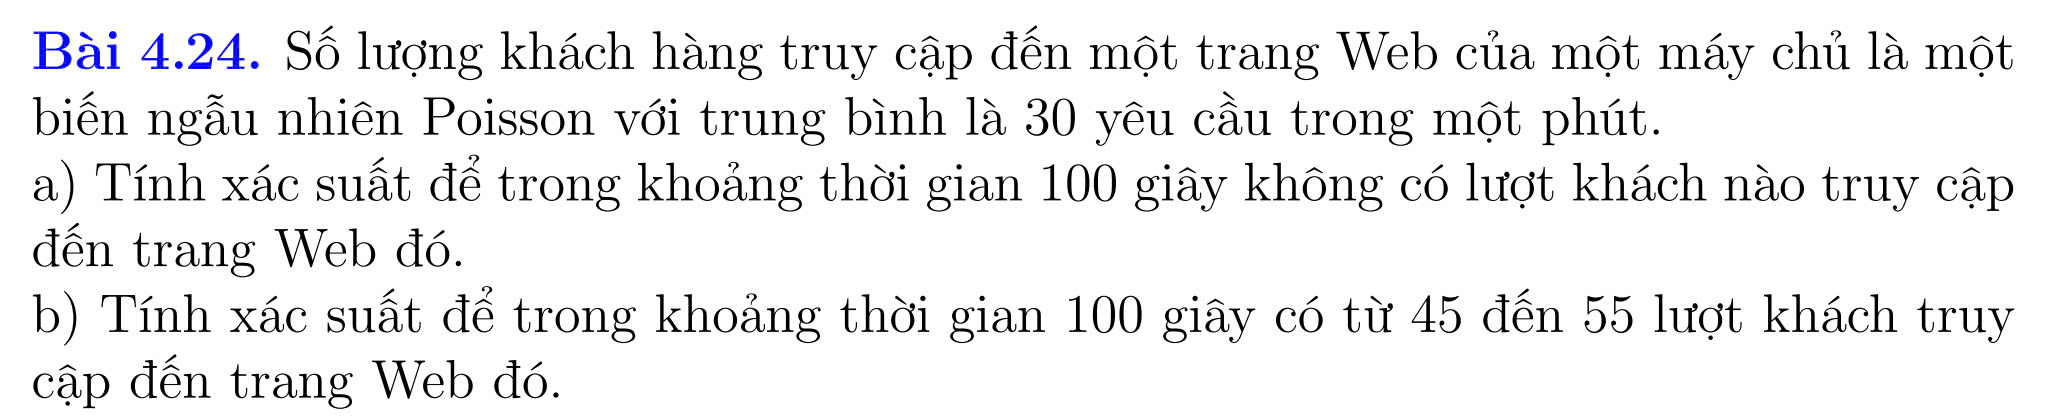 Bài 4.24. Số lượng khách hàng truy cập đến một trang Web của một máy chủ là một
biến ngẫu nhiên Poisson với trung bình là 30 yêu cầu trong một phút.
a) Tính xác suất để trong khoảng thời gian 100 giây không có lượt khách nào truy cập
đến trang Web đó.
b) Tính xác suất để trong khoảng thời gian 100 giây có từ 45 đến 55 lượt khách truy
cập đến trang Web đó.